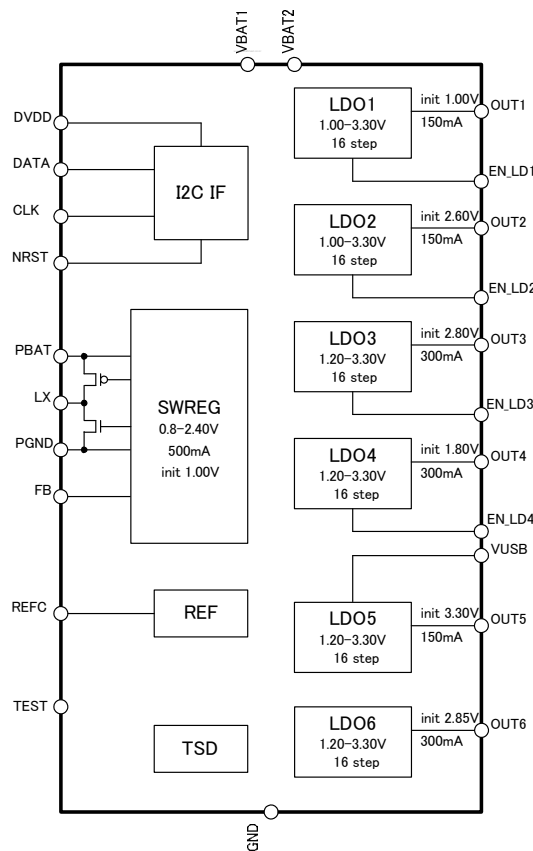 VBAT1
VBAT2
DVDD
DATA
CLK
NRST
I2C IF
PBAT
LX
PGND
FB
SWREG
0.8-2.40V
500mA
init 1.00V
REFC
REF
TEST
TSD
LDO1
1.00-3.30V
16 step
init 1.00V
150mA
OUT1
EN_LD1
LDO2
1.00-3.30V
16 step
init 2.60V
150mA
OUT2
EN_LD2
LDO3
1.20-3.30V
16 step
init 2.80V
300mA
OUT3
EN_LD3
LDO4
1.20-3.30V
16 step
init 1.80V
300mA
OUT4
EN_LD4
VUSB
LDO5
1.20-3.30V
16 step
init 3.30V
150mA
OUT5
LDO6
1.20-3.30V
16 step
init 2.85V
300mA
OUT6
GND